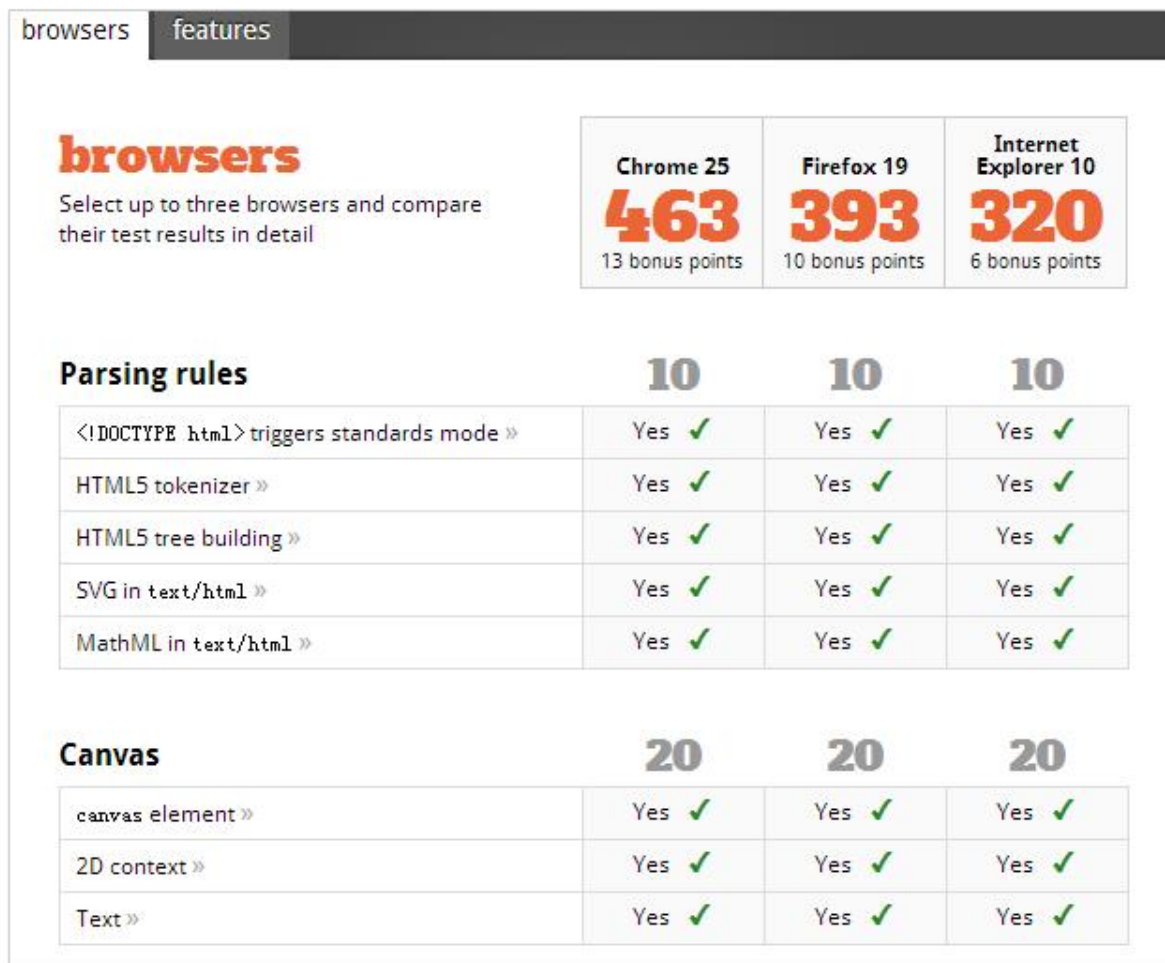 browsers features
browsers
Select up to three browsers and compare
their test results in detail
Chrome 25
463
13 bonus points
Firefox 19
393
10 bonus points
Internet
Explorer 10
320
6 bonus points
Parsing rules 10 10 10
<!DOCTYPE html> triggers standards mode » Yes ✓ Yes ✓ Yes ✓
HTML5 tokenizer » Yes ✓ Yes ✓ Yes ✓
HTML5 tree building » Yes ✓ Yes ✓ Yes ✓
SVG in text/html » Yes ✓ Yes ✓ Yes ✓
MathML in text/html » Yes ✓ Yes ✓ Yes ✓
Canvas 20 20 20
canvas element » Yes ✓ Yes ✓ Yes ✓
2D context » Yes ✓ Yes ✓ Yes ✓
Text » Yes ✓ Yes ✓ Yes ✓